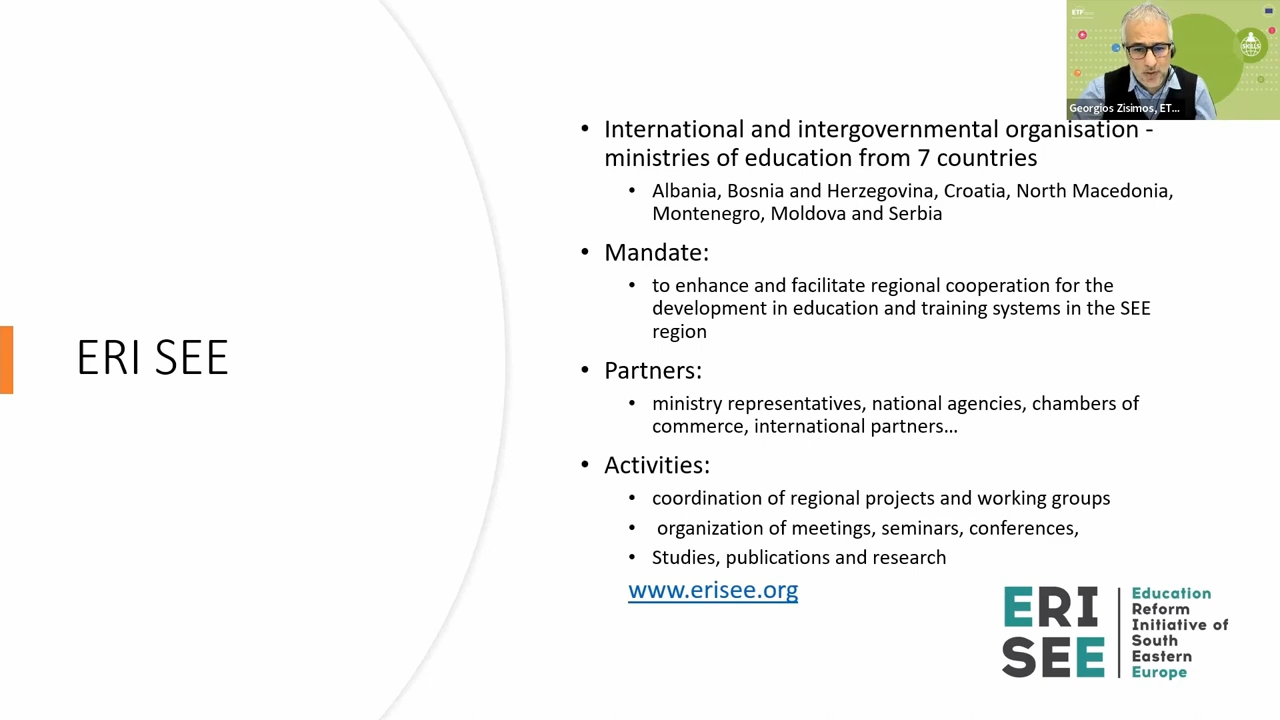 ETF
SKILLS
Georgios Zisimos, ET...
• International and intergovernmental organisation -
ministries of education from 7 countries
• Albania, Bosnia and Herzegovina, Croatia, North Macedonia,
Montenegro, Moldova and Serbia
• Mandate:
• to enhance and facilitate regional cooperation for the
development in education and training systems in the SEE
region
• Partners:
• ministry representatives, national agencies, chambers of
commerce, international partners…
ERI SEE
• Activities:
• coordination of regional projects and working groups
• organization of meetings, seminars, conferences,
• Studies, publications and research
www.erisee.org
ERI
SEE
Education
Reform
Initiative of
South
Eastern
Europe